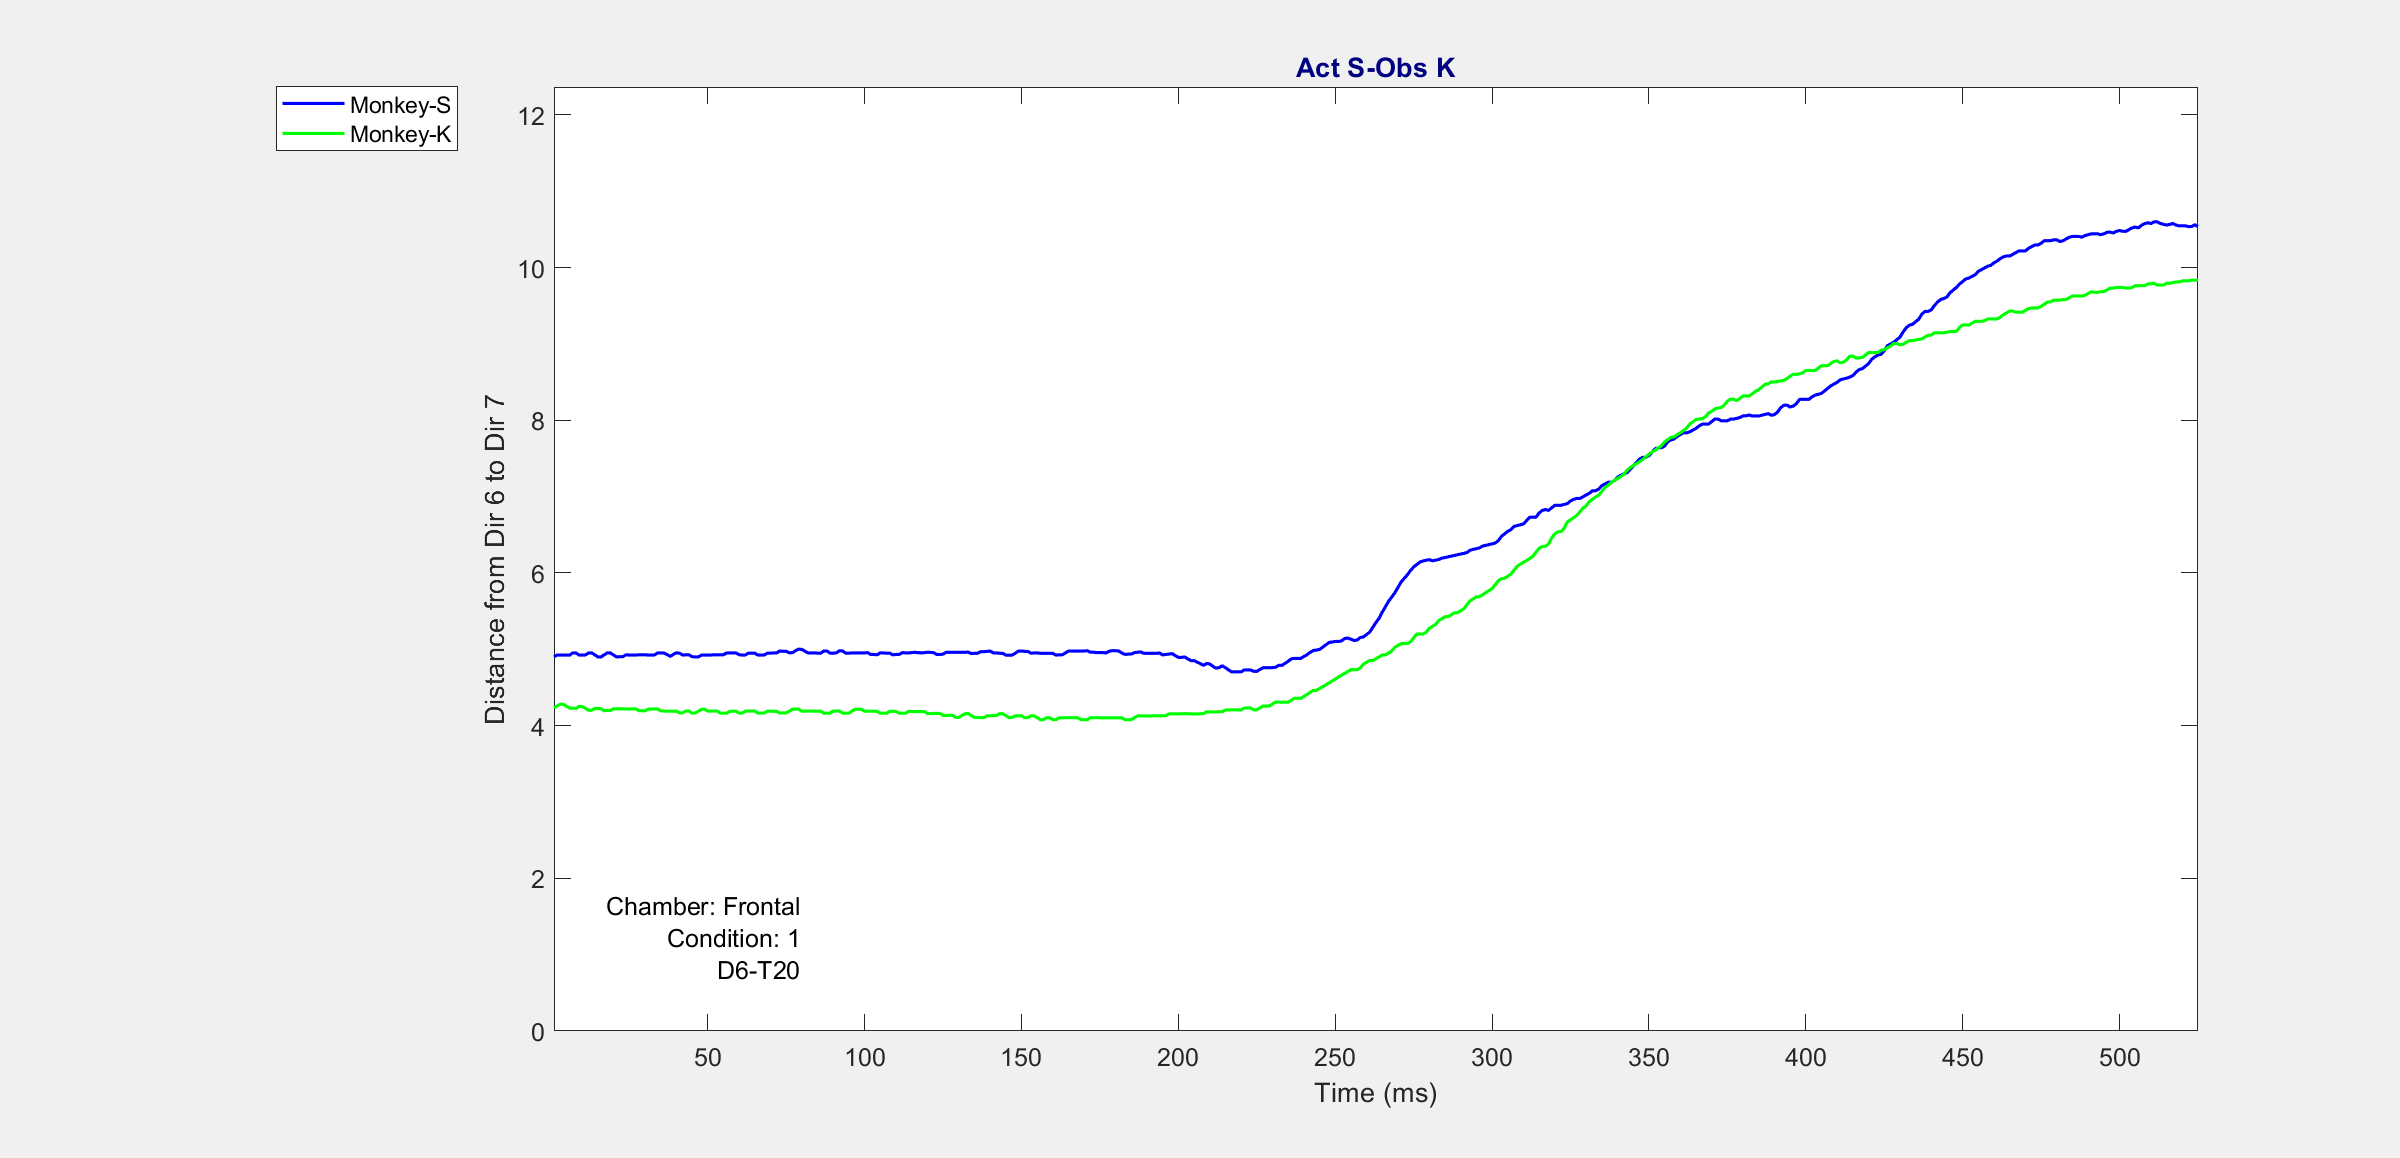 Act S-Obs K
Monkey-S
Monkey-K
12
10
8
6
4
2
0
Distance from Dir 6 to Dir 7
Chamber: Frontal
Condition: 1
D6-T20
50 100 150 200 250 300 350 400 450 500
Time (ms)